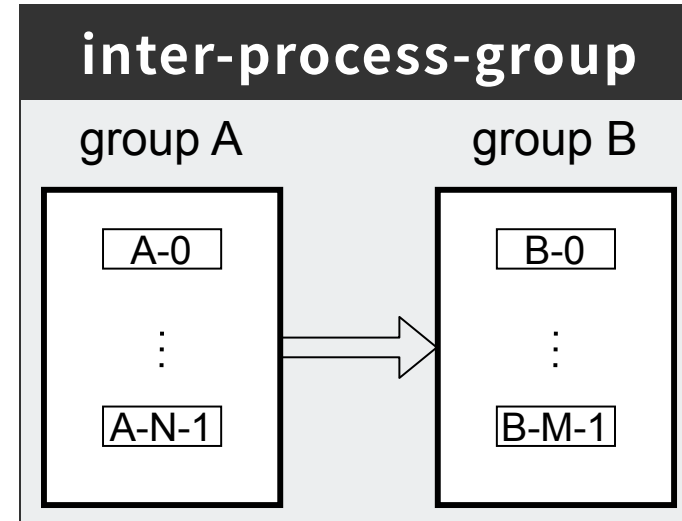 inter-process-group
group A
group B
A-0
⋮
A-N-1
B-0
⋮
B-M-1